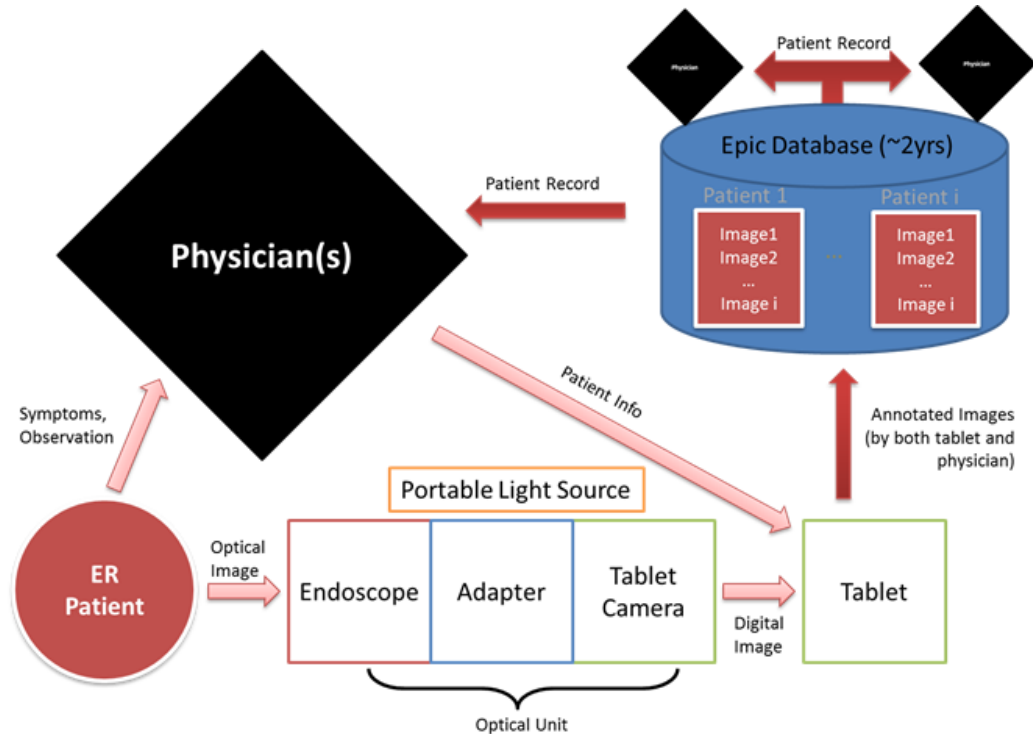 Patient Record
Physician
Physician
Epic Database (~2yrs)
Patient 1
Patient i
Image1
Image2
...
Image i
...
Image1
Image2
...
Image i
Patient Record
Physician(s)
Symptoms,
Observation
Patient Info
Annotated Images
(by both tablet and
physician)
Portable Light Source
ER
Patient
Optical
Image
Endoscope
Adapter
Tablet
Camera
Digital
Image
Tablet
Optical Unit